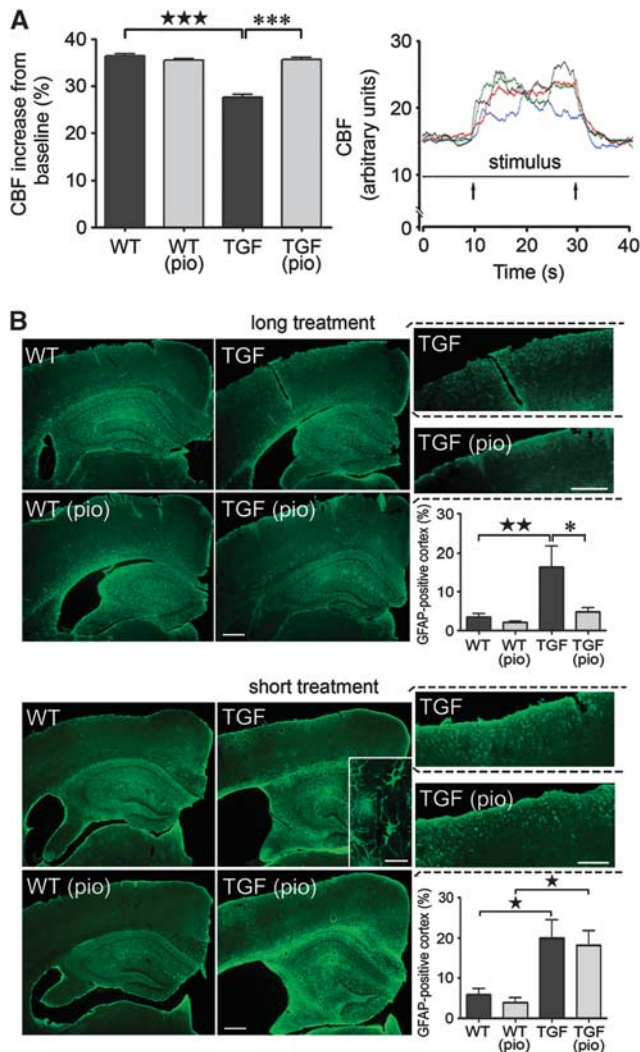 A
★★★
***
CBF increase from
baseline (%)
40
30
20
10
0
WT
WT
(pio)
TGF
TGF
(pio)
CBF
(arbitrary units)
30
20
10
0
stimulus
0
10
20
30
40
Time (s)
B
long treatment
WT
TGF
TGF
TGF (pio)
WT (pio)
TGF (pio)
GFAP-positive cortex (%)
30
20
10
0
★★
*
WT
WT
(pio)
TGF
TGF
(pio)
short treatment
WT
TGF
TGF
TGF (pio)
WT (pio)
TGF (pio)
GFAP-positive cortex (%)
30
20
10
0
★
★
WT
WT
(pio)
TGF
TGF
(pio)